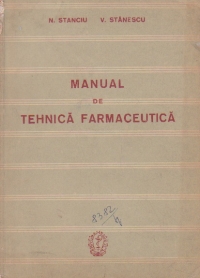 N. STANCIU V. STĂNESCU
MANUAL
DE
TEHNICĂ FARMACEUTICĂ